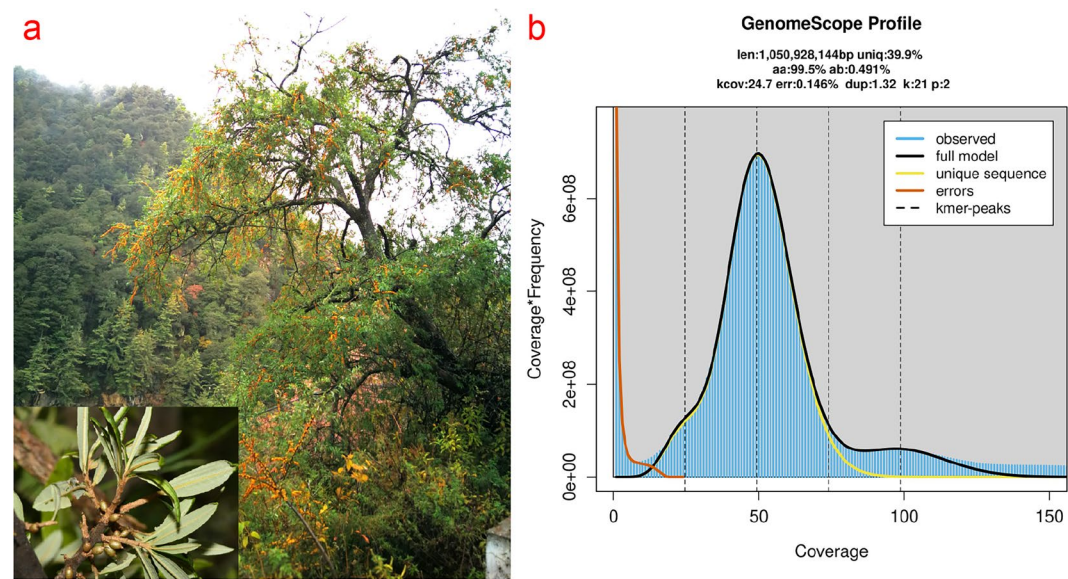 a
b
GenomeScope Profile
len:1,050,928,144bp uniq:39.9%
aa:99.5% ab:0.491%
kcov:24.7 err:0.146% dup:1.32 k:21 p:2
observed
full model
unique sequence
errors
kmer-peaks
Coverage*Frequency
6e+08
4e+08
2e+08
0e+00
0 50 100 150
Coverage